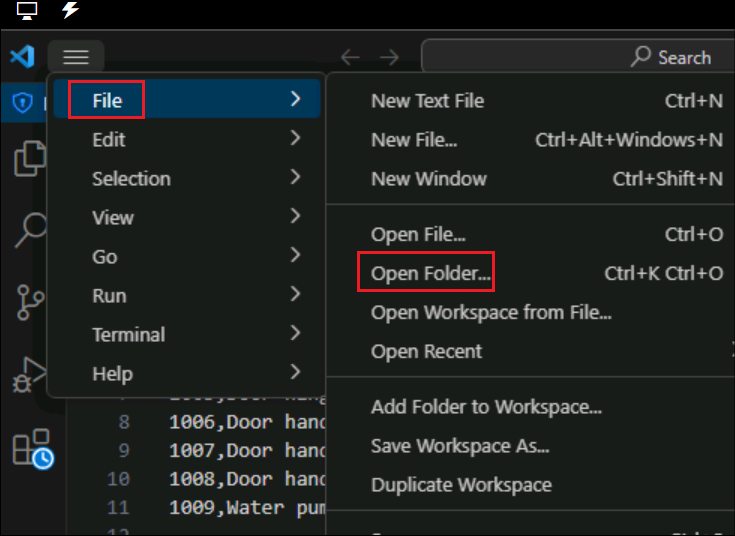 Search
File
Edit
Selection
View
Go
Run
Terminal
Help
New Text File Ctrl+N
New File... Ctrl+Alt+Windows+N
New Window Ctrl+Shift+N
Open File... Ctrl+O
Open Folder... Ctrl+K Ctrl+O
Open Workspace from File...
Open Recent
Add Folder to Workspace...
Save Workspace As...
Duplicate Workspace
8 1006,Door hand
9 1007,Door hand
10 1008,Door hand
11 1009,Water pum
12